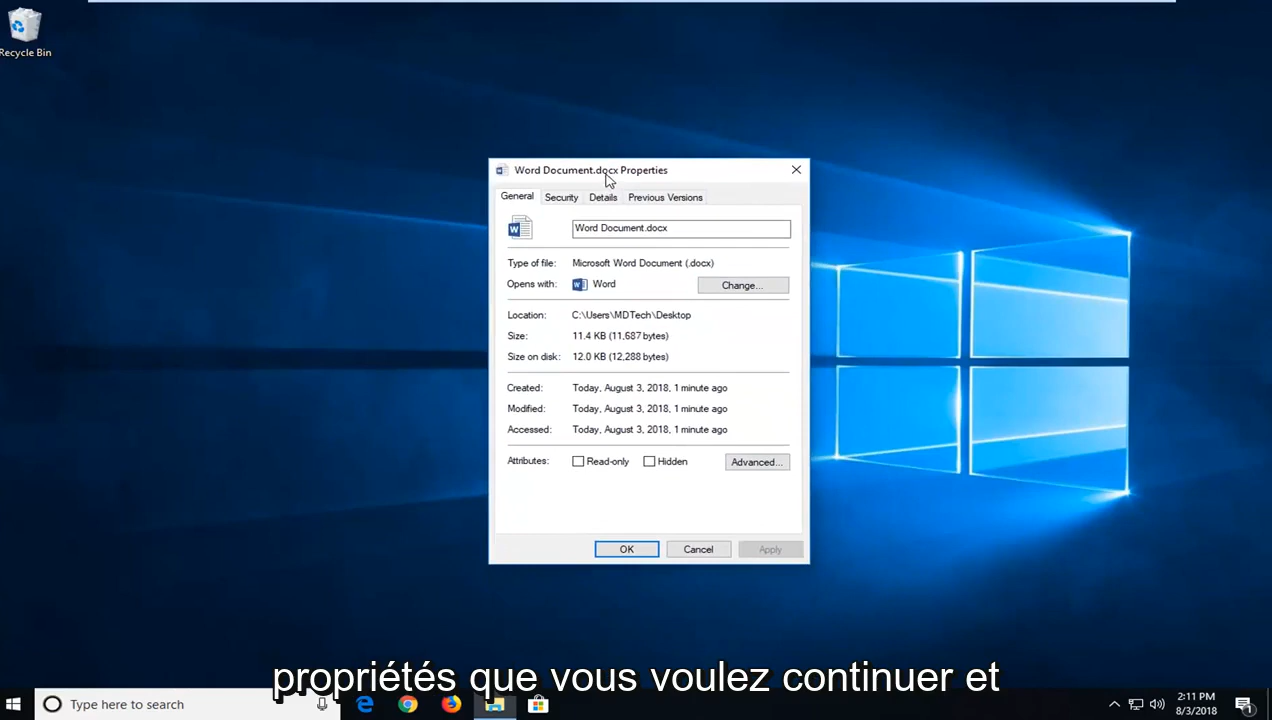 Recycle Bin
Word Document.docx Properties
General Security Details Previous Versions
W Word Document.docx
Type of file: Microsoft Word Document (.docx)
Opens with: Word Change...
Location: C:\Users\MDTech\Desktop
Size: 11.4 KB (11,687 bytes)
Size on disk: 12.0 KB (12,288 bytes)
Created: Today, August 3, 2018, 1 minute ago
Modified: Today, August 3, 2018, 1 minute ago
Accessed: Today, August 3, 2018, 1 minute ago
Attributes: Read-only Hidden Advanced...
OK Cancel Apply
propriétés que vous voulez continuer et
Type here to search
2:11 PM
8/3/2018
1